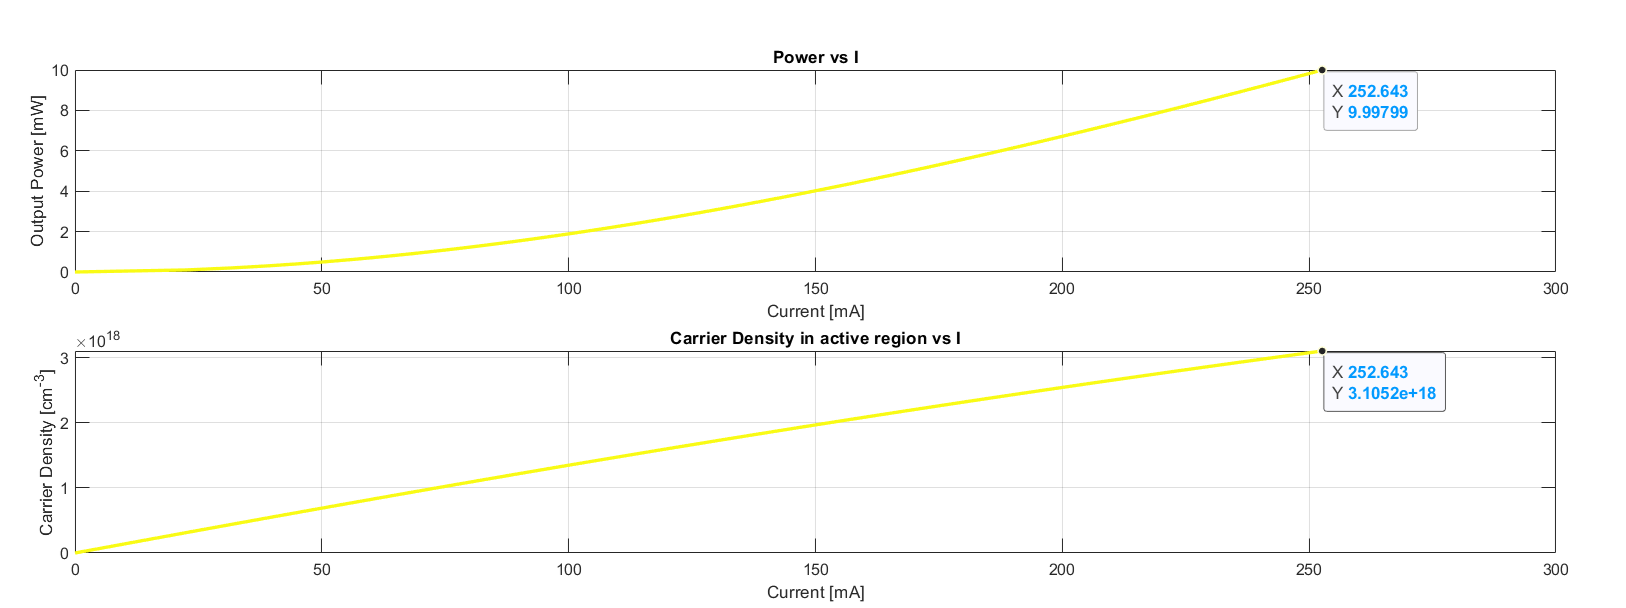 Power vs I
Output Power [mW]
10
8
6
4
2
0
X 252.643
Y 9.99799
0 50 100 150 200 250 300
Current [mA]
Carrier Density in active region vs I
×10^18
Carrier Density [cm^-3]
3
2
1
0
X 252.643
Y 3.1052e+18
0 50 100 150 200 250 300
Current [mA]